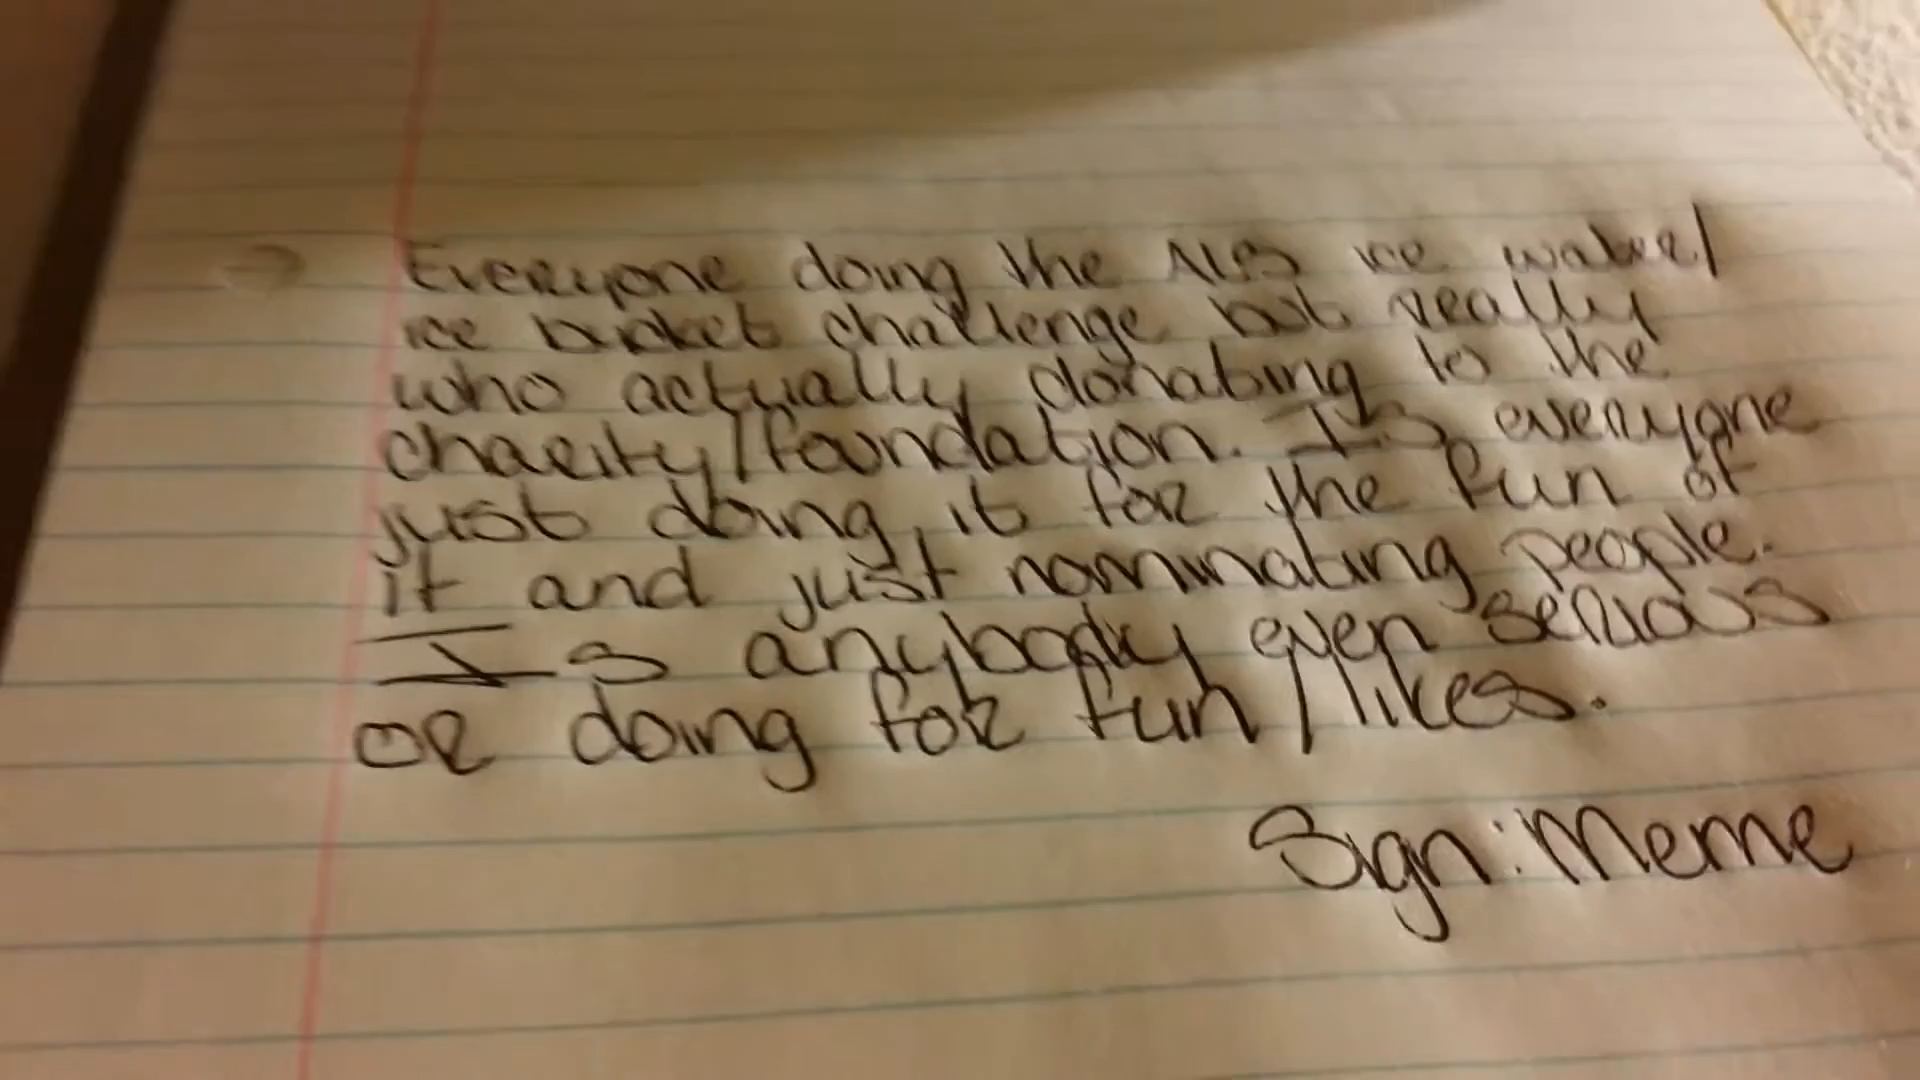 Everyone doing the ALS ice water/
ice bucket challenge but really
who actually donating to the
charity/foundation. Is everyone
just doing it for the fun of
it and just nominating people.
Is anybody even serious
or doing for fun/likes.
Sign: Meme